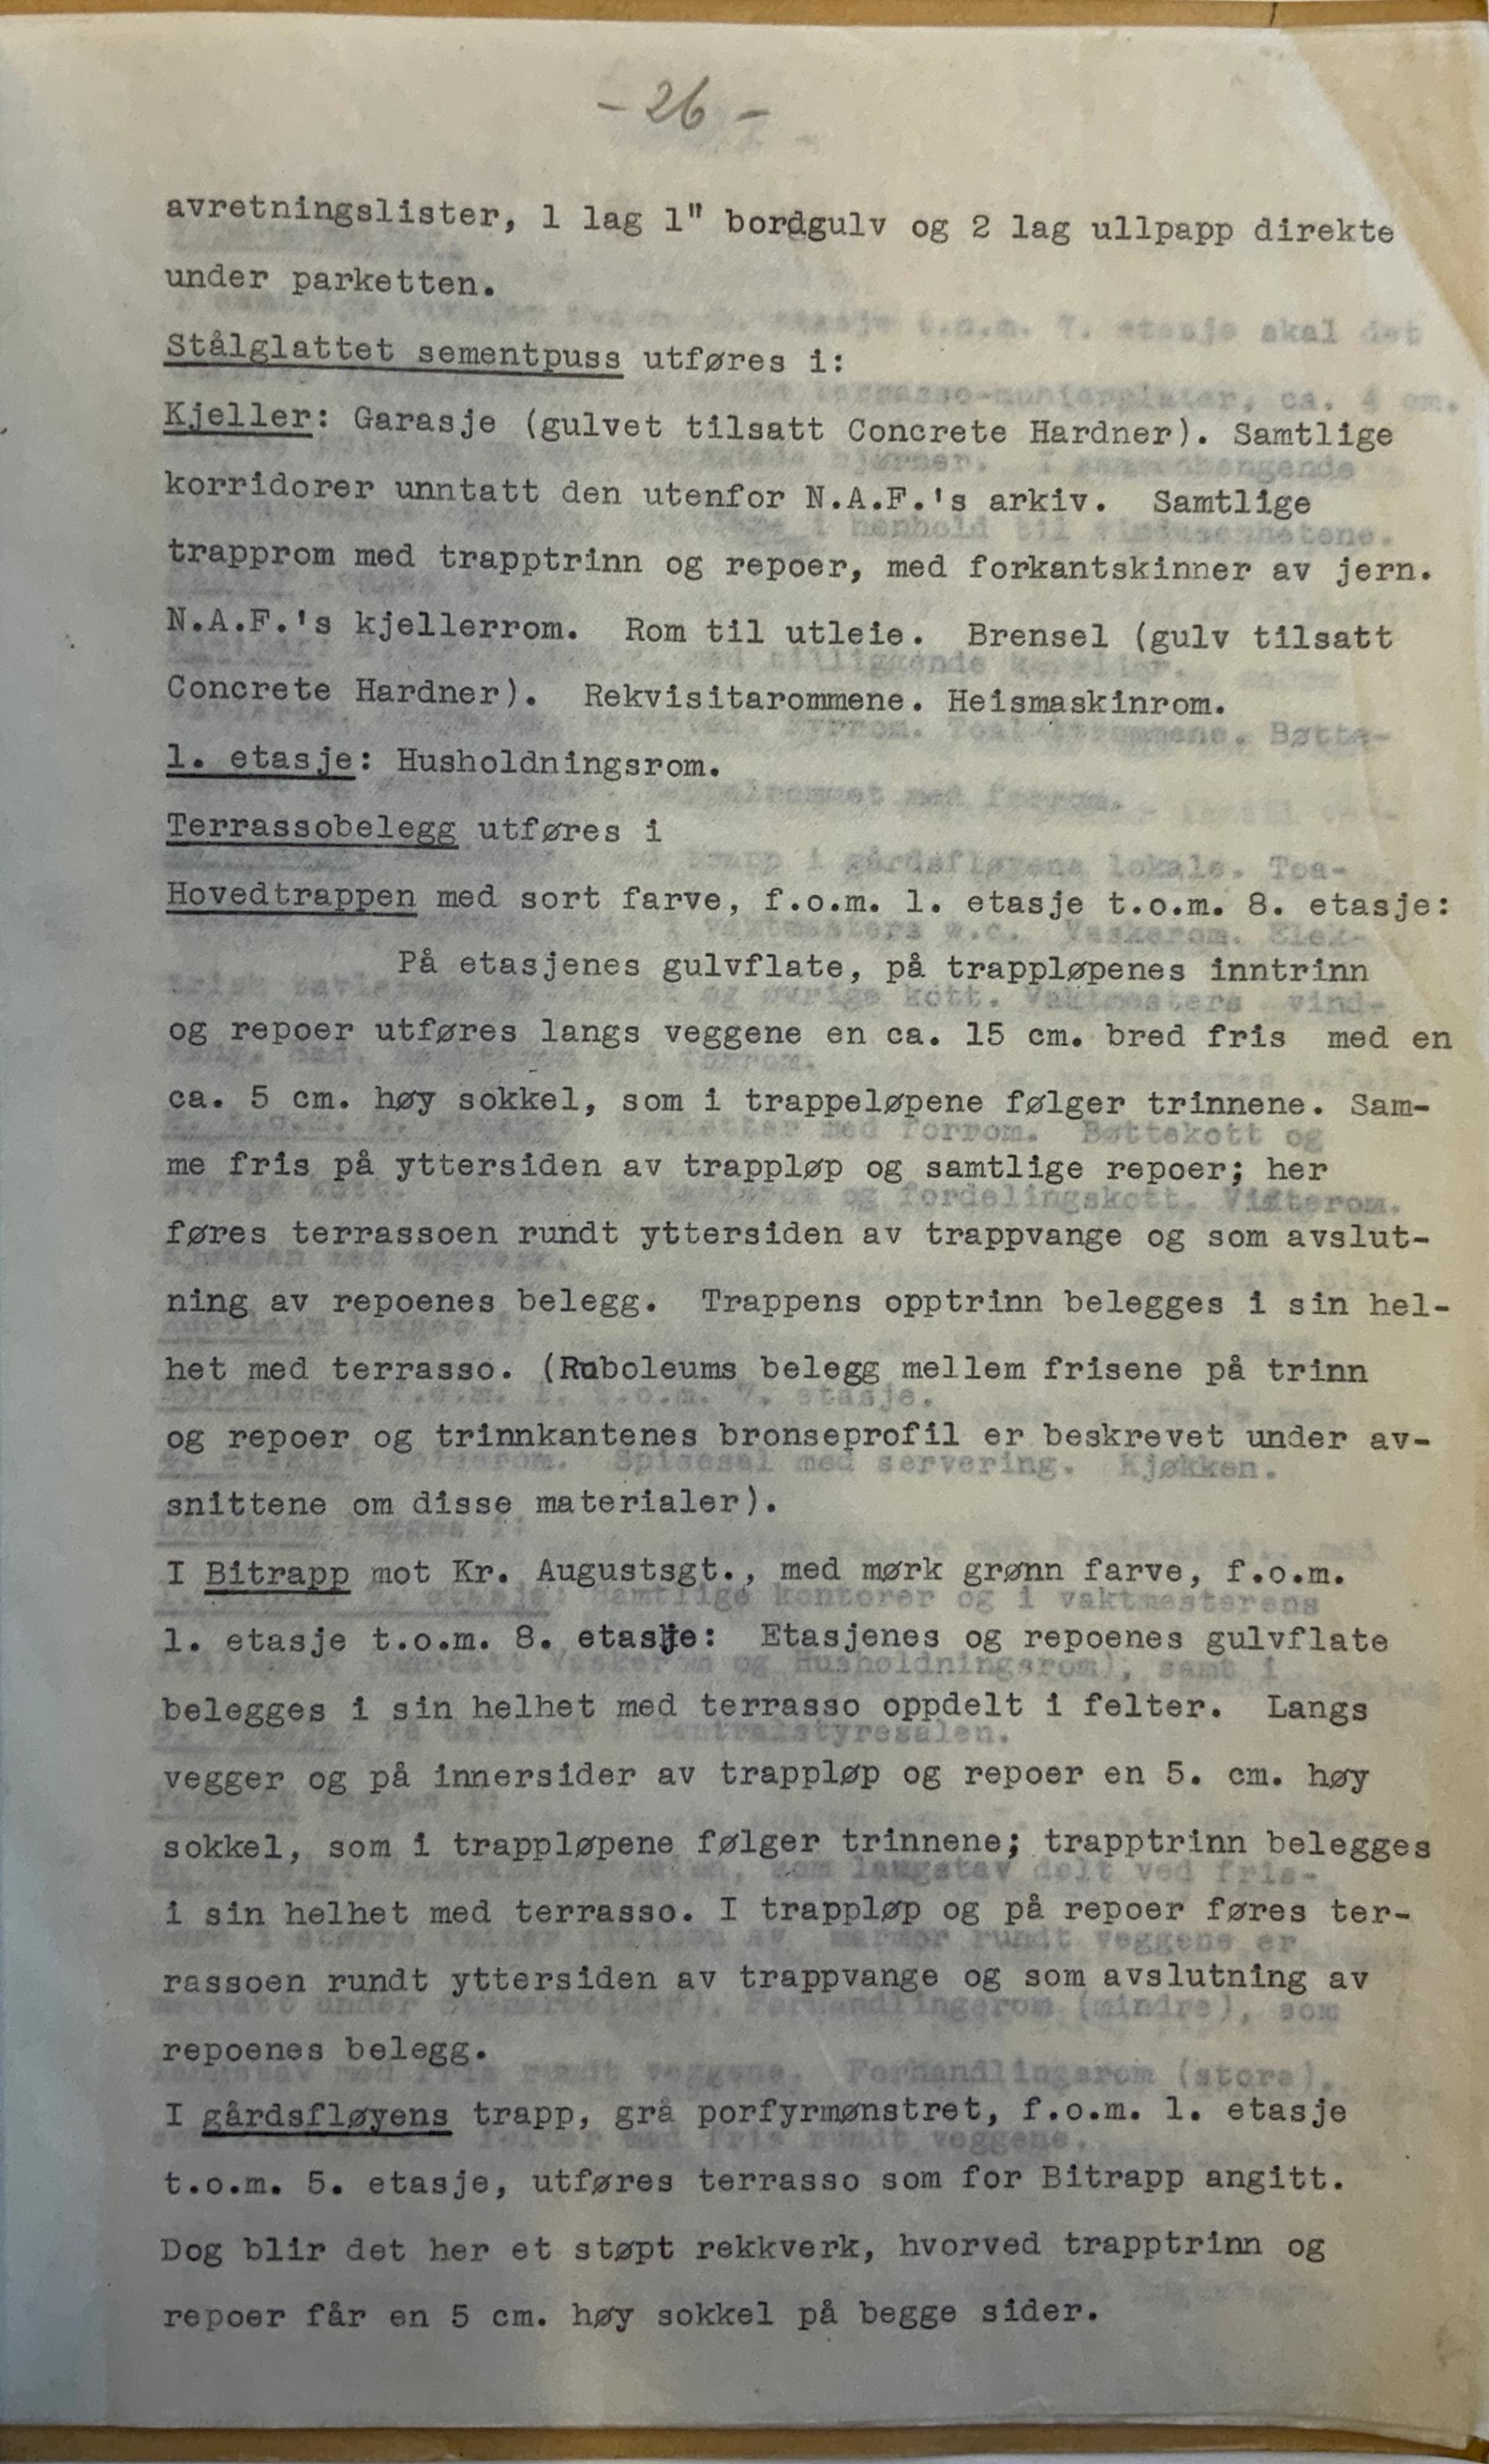 - 26 -
avretningslister, 1 lag 1" bordgulv og 2 lag ullpapp direkte
under parketten.
Stålglattet sementpuss utføres i:
Kjeller: Garasje (gulvet tilsatt Concrete Hardner). Samtlige
korridorer unntatt den utenfor N.A.F.'s arkiv. Samtlige
trapprom med trapptrinn og repoer, med forkantskinner av jern.
N.A.F.'s kjellerrom. Rom til utleie. Brensel (gulv tilsatt
Concrete Hardner). Rekvisitarommene. Heismaskinrom.
1. etasje: Husholdningsrom.
Terrassobelegg utføres i
Hovedtrappen med sort farve, f.o.m. 1. etasje t.o.m. 8. etasje:
På etasjenes gulvflate, på trappløpenes inntrinn
og repoer utføres langs veggene en ca. 15 cm. bred fris med en
ca. 5 cm. høy sokkel, som i trappeløpene følger trinnene. Sam-
me fris på yttersiden av trappløp og samtlige repoer; her
føres terrassoen rundt yttersiden av trappvange og som avslut-
ning av repoenes belegg. Trappens opptrinn belegges i sin hel-
het med terrasso. (Ruboleums belegg mellem frisene på trinn
og repoer og trinnkantenes bronseprofil er beskrevet under av-
snittene om disse materialer).
I Bitrapp mot Kr. Augustsgt., med mørk grønn farve, f.o.m.
1. etasje t.o.m. 8. etasje: Etasjenes og repoenes gulvflate
belegges i sin helhet med terrasso oppdelt i felter. Langs
vegger og på innersider av trappløp og repoer en 5. cm. høy
sokkel, som i trappløpene følger trinnene; trapptrinn belegges
i sin helhet med terrasso. I trappløp og på repoer føres ter-
rassoen rundt yttersiden av trappvange og som avslutning av
repoenes belegg.
I gårdsfløyens trapp, grå porfyrmønstret, f.o.m. 1. etasje
t.o.m. 5. etasje, utføres terrasso som for Bitrapp angitt.
Dog blir det her et støpt rekkverk, hvorved trapptrinn og
repoer får en 5 cm. høy sokkel på begge sider.